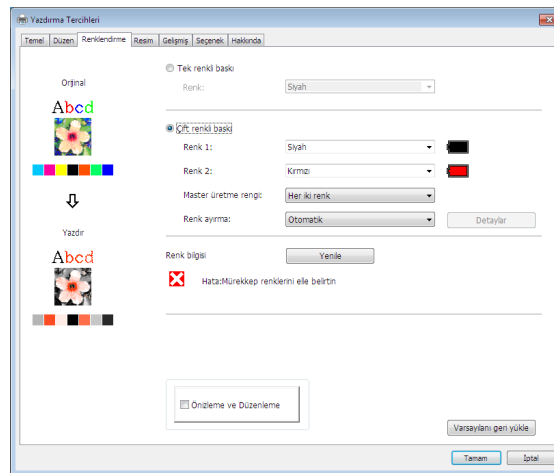 Yazdırma Tercihleri
Temel Düzen Renklendirme Resim Gelişmiş Seçenek Hakkında
Tek renkli baskı
Orjinal
Renk: Siyah
Abcd
Çift renkli baskı
Renk 1: Siyah
Renk 2: Kırmızı
Master üretme rengi: Her iki renk
Renk ayırma: Otomatik Detaylar
Yazdır
Abcd
Renk bilgisi Yenile
Hata:Mürekkep renklerini elle belirtin
Önizleme ve Düzenleme
Varsayılanı geri yükle
Tamam İptal